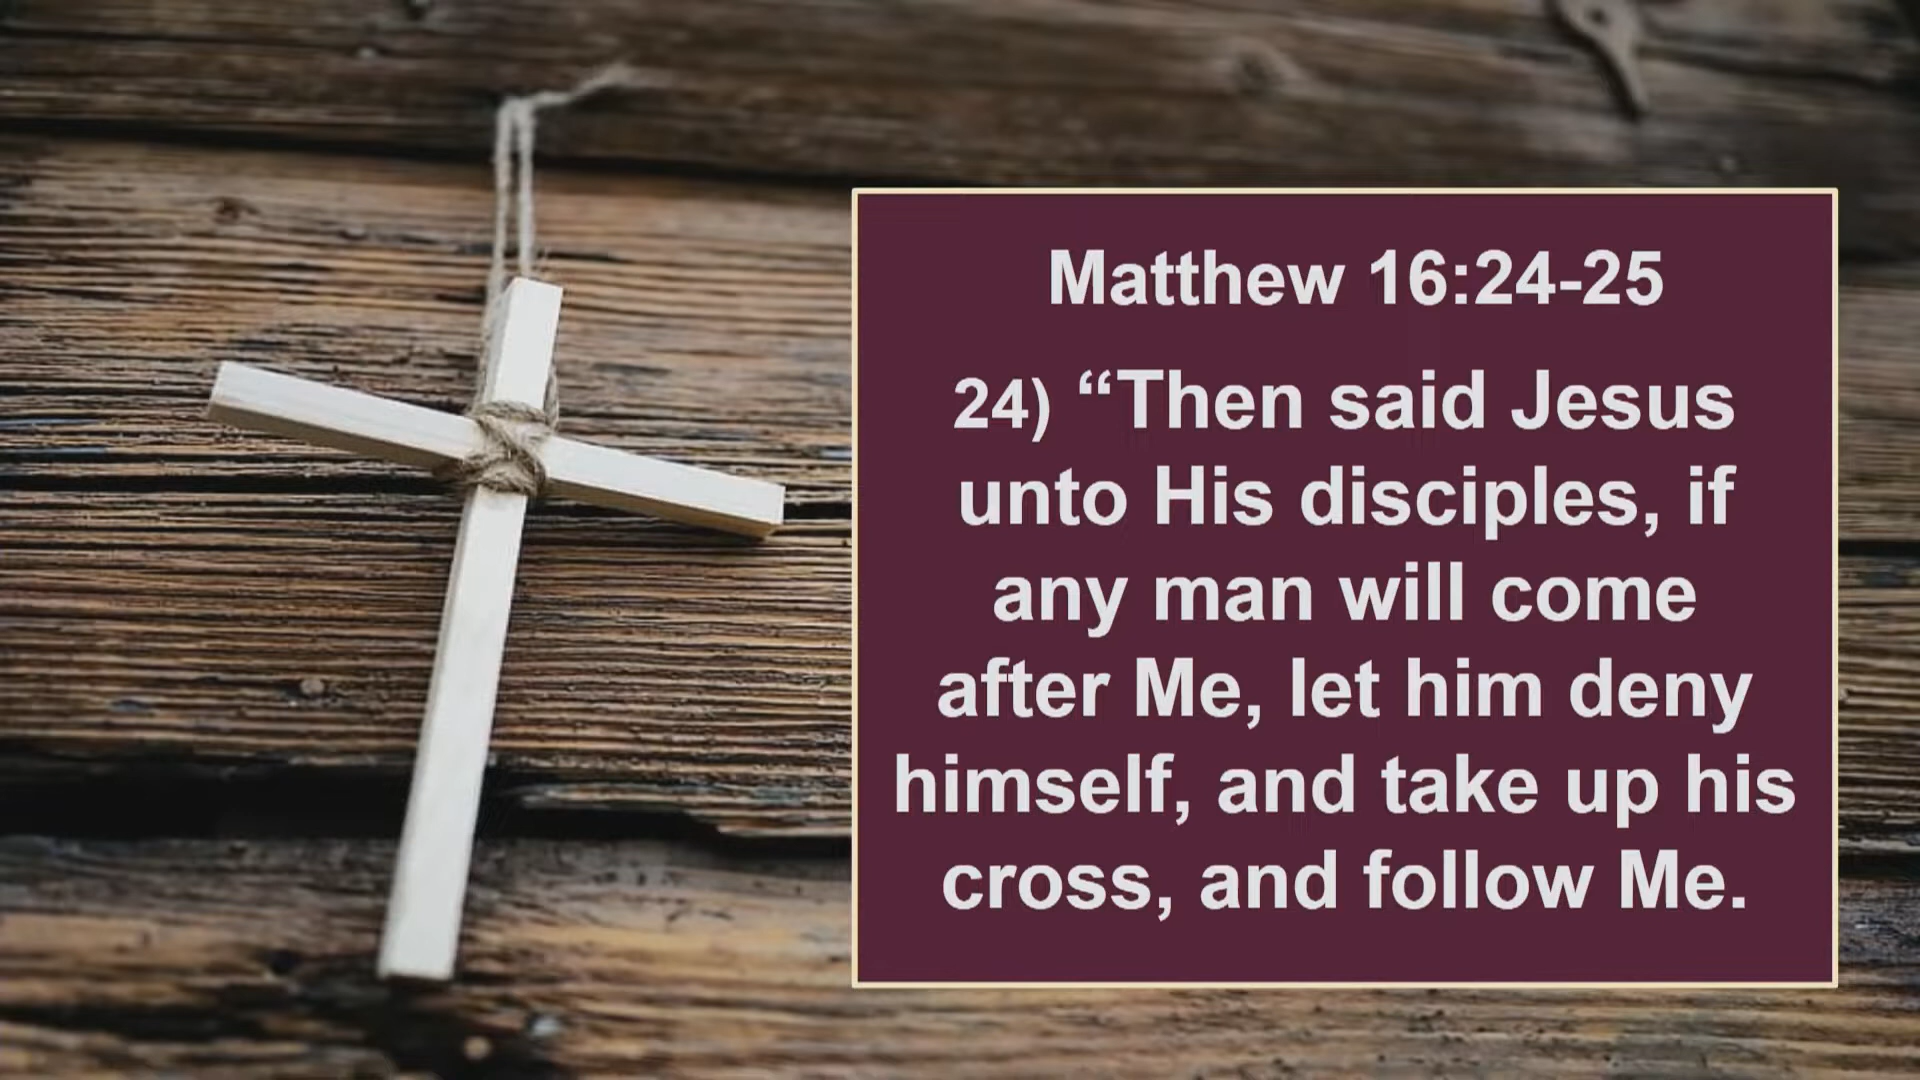 Matthew 16:24-25
24) “Then said Jesus
unto His disciples, if
any man will come
after Me, let him deny
himself, and take up his
cross, and follow Me.